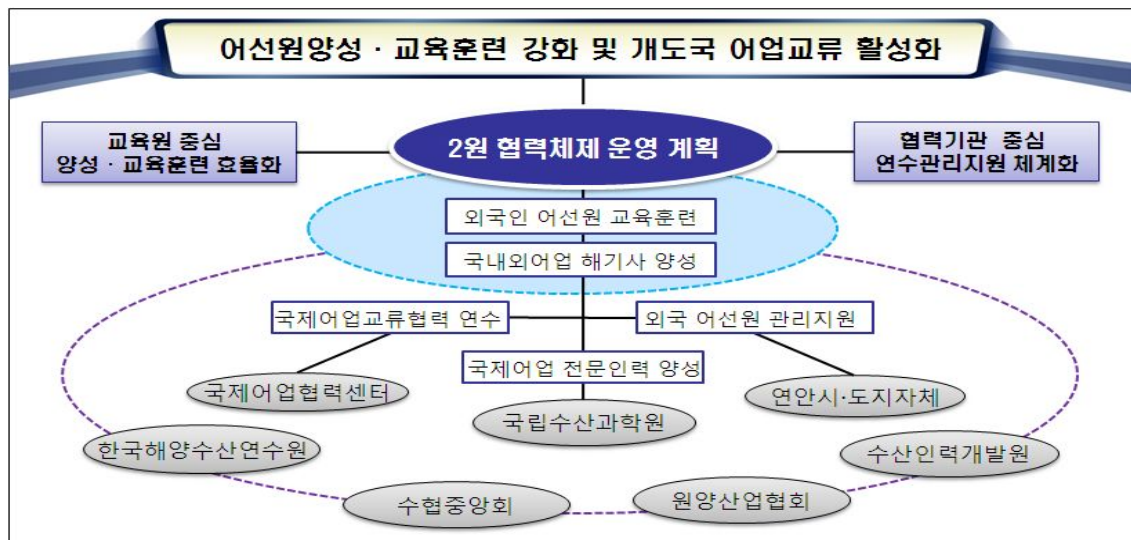 어선원양성 · 교육훈련 강화 및 개도국 어업교류 활성화
교육원 중심
양성 · 교육훈련 효율화
2원 협력체제 운영 계획
협력기관 중심
연수관리지원 체계화
외국인 어선원 교육훈련
국내외어업 해기사 양성
국제어업교류협력 연수
외국 어선원 관리지원
국제어업 전문인력 양성
국제어업협력센터
연안시·도지자체
국립수산과학원
한국해양수산연수원
수산인력개발원
수협중앙회
원양산업협회